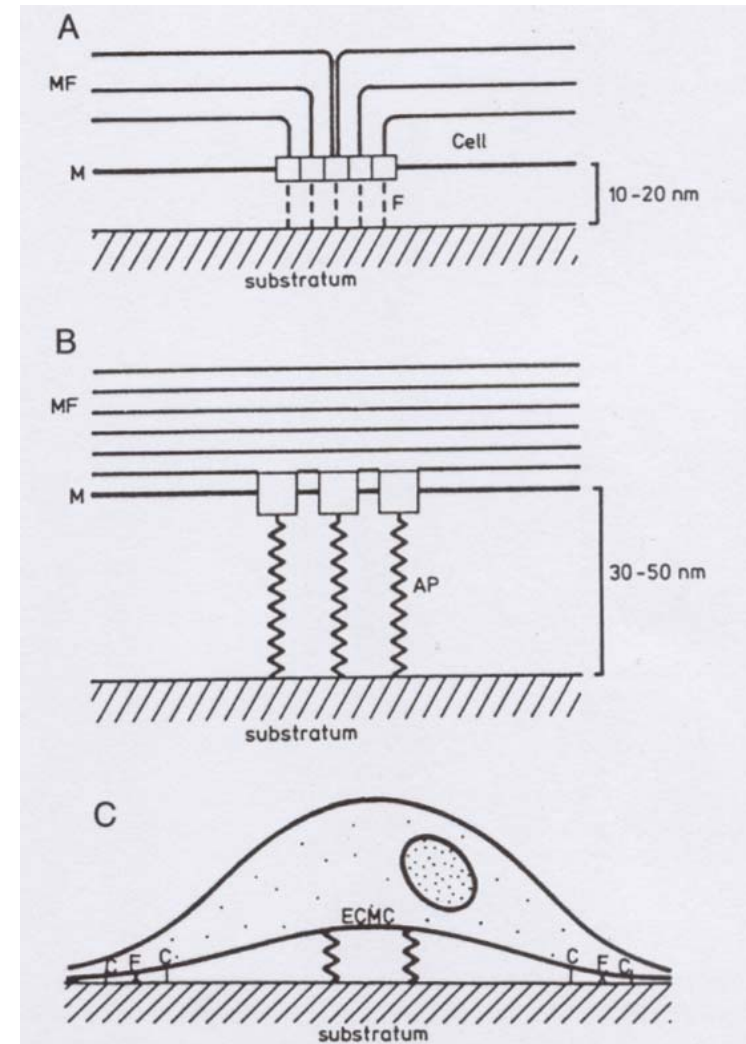 A
MF
Cell
M
F
10-20 nm
substratum
B
MF
M
30-50 nm
AP
substratum
C
ECMC
C F C
C F C
substratum